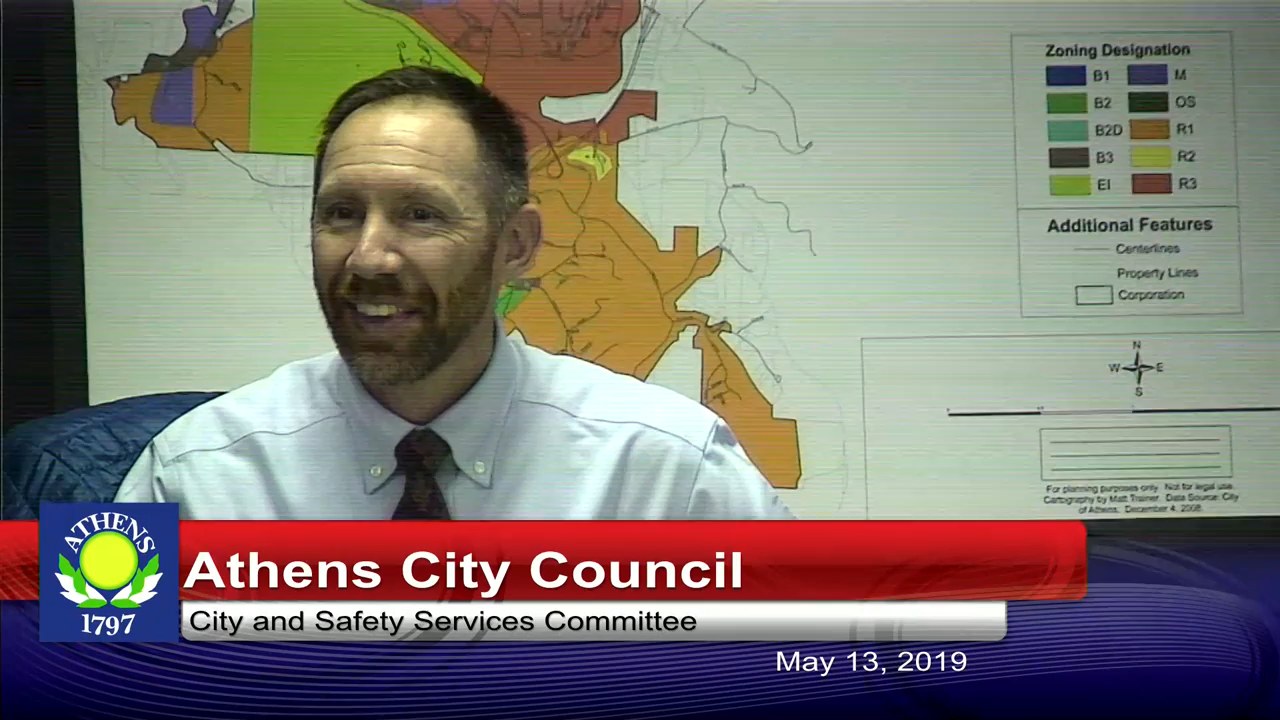 Zoning Designation
B1 M
B2 OS
B2D R1
B3 R2
EI R3
Additional Features
Centerlines
Property Lines
Corporation
N
W E
S
For planning purposes only. Not for legal use.
Cartography by Matt Trainer. Data Source: City
of Athens. December 4, 2008.
ATHENS
1797
Athens City Council
City and Safety Services Committee
May 13, 2019